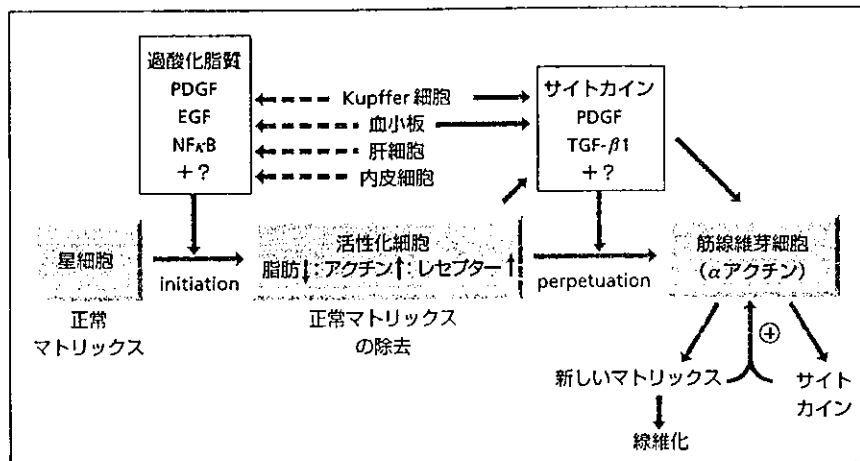 過酸化脂質
PDGF
EGF
NFκB
+?
Kupffer 細胞
血小板
肝細胞
内皮細胞
サイトカイン
PDGF
TGF-β1
+?
星細胞
initiation
活性化細胞
脂肪↓:アクチン↑:レセプター↑
perpetuation
筋線維芽細胞
(αアクチン)
正常
マトリックス
正常マトリックス
の除去
+
新しいマトリックス
サイト
カイン
線維化